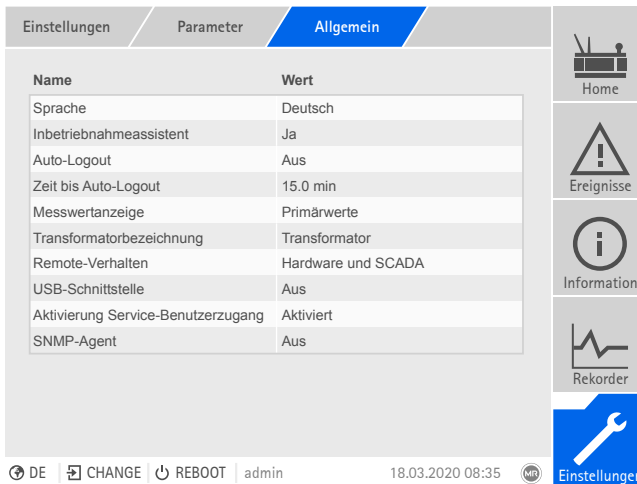 Einstellungen Parameter Allgemein
Name Wert
Sprache Deutsch
Inbetriebnahmeassistent Ja
Auto-Logout Aus
Zeit bis Auto-Logout 15.0 min
Messwertanzeige Primärwerte
Transformatorbezeichnung Transformator
Remote-Verhalten Hardware und SCADA
USB-Schnittstelle Aus
Aktivierung Service-Benutzerzugang Aktiviert
SNMP-Agent Aus
Home
Ereignisse
Information
Rekorder
Einstellungen
DE CHANGE REBOOT admin 18.03.2020 08:35 MR